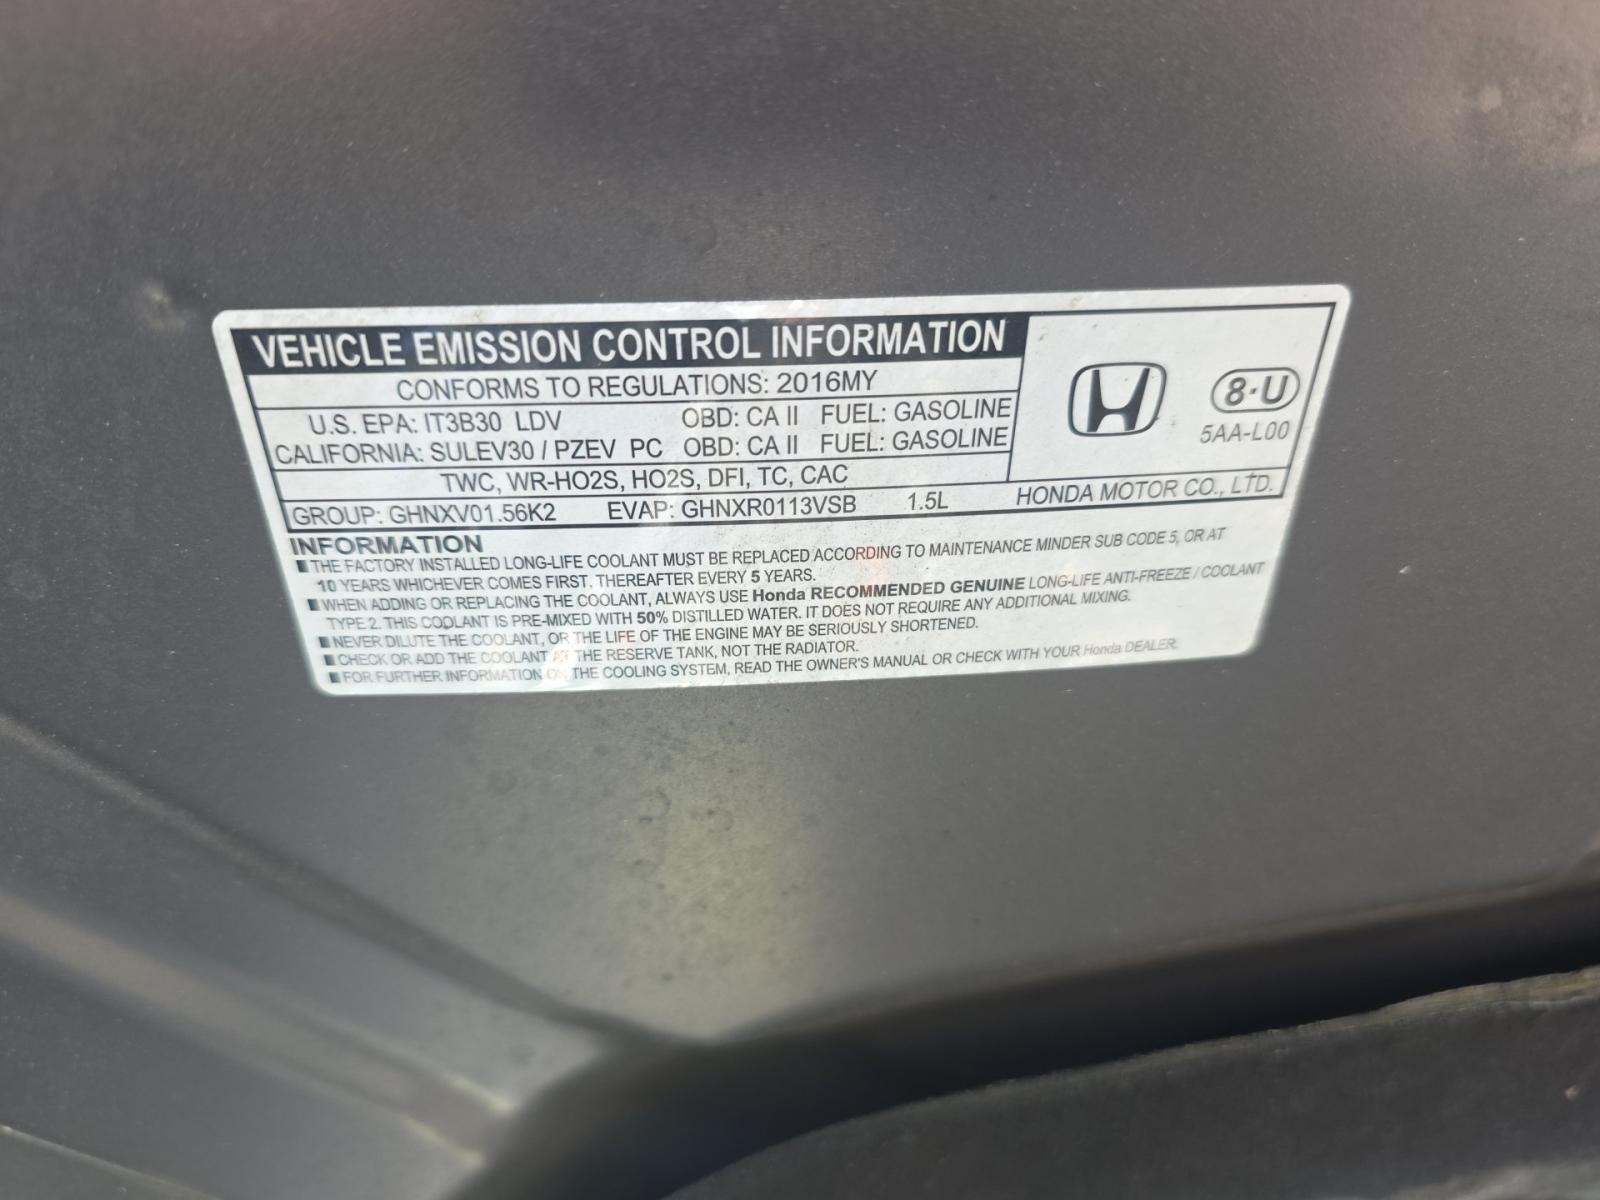 VEHICLE EMISSION CONTROL INFORMATION
CONFORMS TO REGULATIONS: 2016MY
U.S. EPA: IT3B30 LDV OBD: CA II FUEL: GASOLINE
CALIFORNIA: SULEV30 / PZEV PC OBD: CA II FUEL: GASOLINE
TWC, WR-HO2S, HO2S, DFI, TC, CAC
GROUP: GHNXV01.56K2 EVAP: GHNXR0113VSB 1.5L
8·U
5AA-L00
HONDA MOTOR CO., LTD.
INFORMATION
■ THE FACTORY INSTALLED LONG-LIFE COOLANT MUST BE REPLACED ACCORDING TO MAINTENANCE MINDER SUB CODE 5, OR AT
10 YEARS WHICHEVER COMES FIRST. THEREAFTER EVERY 5 YEARS.
■ WHEN ADDING OR REPLACING THE COOLANT, ALWAYS USE Honda RECOMMENDED GENUINE LONG-LIFE ANTI-FREEZE / COOLANT
TYPE 2. THIS COOLANT IS PRE-MIXED WITH 50% DISTILLED WATER. IT DOES NOT REQUIRE ANY ADDITIONAL MIXING.
■ NEVER DILUTE THE COOLANT, OR THE LIFE OF THE ENGINE MAY BE SERIOUSLY SHORTENED.
■ CHECK OR ADD THE COOLANT AT THE RESERVE TANK, NOT THE RADIATOR.
■ FOR FURTHER INFORMATION ON THE COOLING SYSTEM, READ THE OWNER'S MANUAL OR CHECK WITH YOUR Honda DEALER.